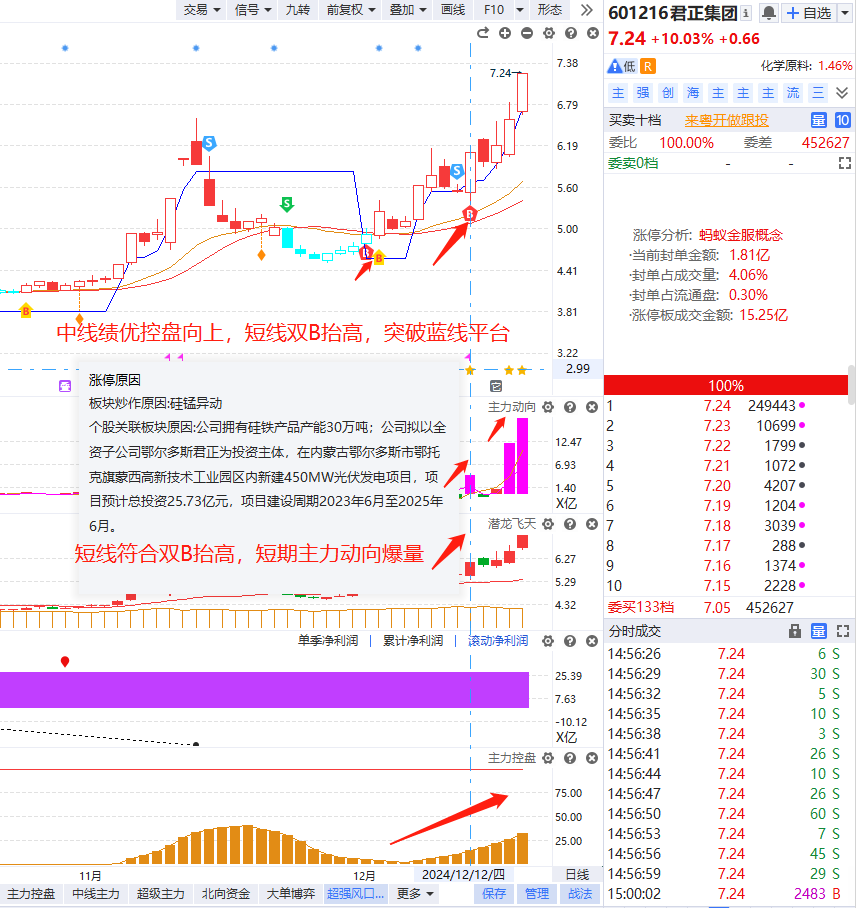 交易 信号 九转 前复权 叠加 画线 F10 形态
601216 君正集团
自选
7.24 +10.03% +0.66
低 R 化学原料: 1.46%
主 强 创 海 主 主 主 流 三
买卖十档 来粤开做跟投 量 10
委比 100.00% 委差 452627
委卖0档 - -
涨停分析: 蚂蚁金服概念
·当前封单金额: 1.81亿
·封单占成交量: 4.06%
·封单占流通盘: 0.30%
·涨停板成交金额: 15.25亿
100%
1 7.24 249443
2 7.23 10699
3 7.22 1799
4 7.21 1072
5 7.20 4207
6 7.19 1204
7 7.18 3039
8 7.17 288
9 7.16 1374
10 7.15 2228
委买133档 7.05 452627
分时成交 量
14:56:26 7.24 6 S
14:56:29 7.24 30 S
14:56:32 7.24 5 S
14:56:35 7.24 10 S
14:56:38 7.24 3 S
14:56:41 7.24 26 S
14:56:44 7.24 10 S
14:56:47 7.24 26 S
14:56:50 7.24 60 S
14:56:53 7.24 7 S
14:56:56 7.24 45 S
14:56:59 7.24 29 S
15:00:02 7.24 2483 B
7.24
7.38
6.79
6.19
5.60
5.00
4.41
3.81
3.22
2.99
S
S
S
B
B
B
中线绩优控盘向上，短线双B抬高，突破蓝线平台
涨停原因
板块炒作原因:硅锰异动
个股关联板块原因:公司拥有硅铁产品产能30万吨；公司拟以全
资子公司鄂尔多斯君正为投资主体，在内蒙古鄂尔多斯市鄂托
克旗蒙西高新技术工业园区内新建450MW光伏发电项目，项
目预计总投资25.73亿元，项目建设周期2023年6月至2025年
6月。
短线符合双B抬高，短期主力动向爆量
主力动向
12.47
6.93
1.40
X亿
潜龙飞天
6.27
5.29
4.32
单季净利润 累计净利润 滚动净利润
25.39
7.63
-10.12
X亿
主力控盘
75.00
50.00
25.00
11月 12月 2024/12/12/四 日线
主力控盘 中线主力 超级主力 北向资金 大单博弈 超强风口... 更多 保存 管理 战法